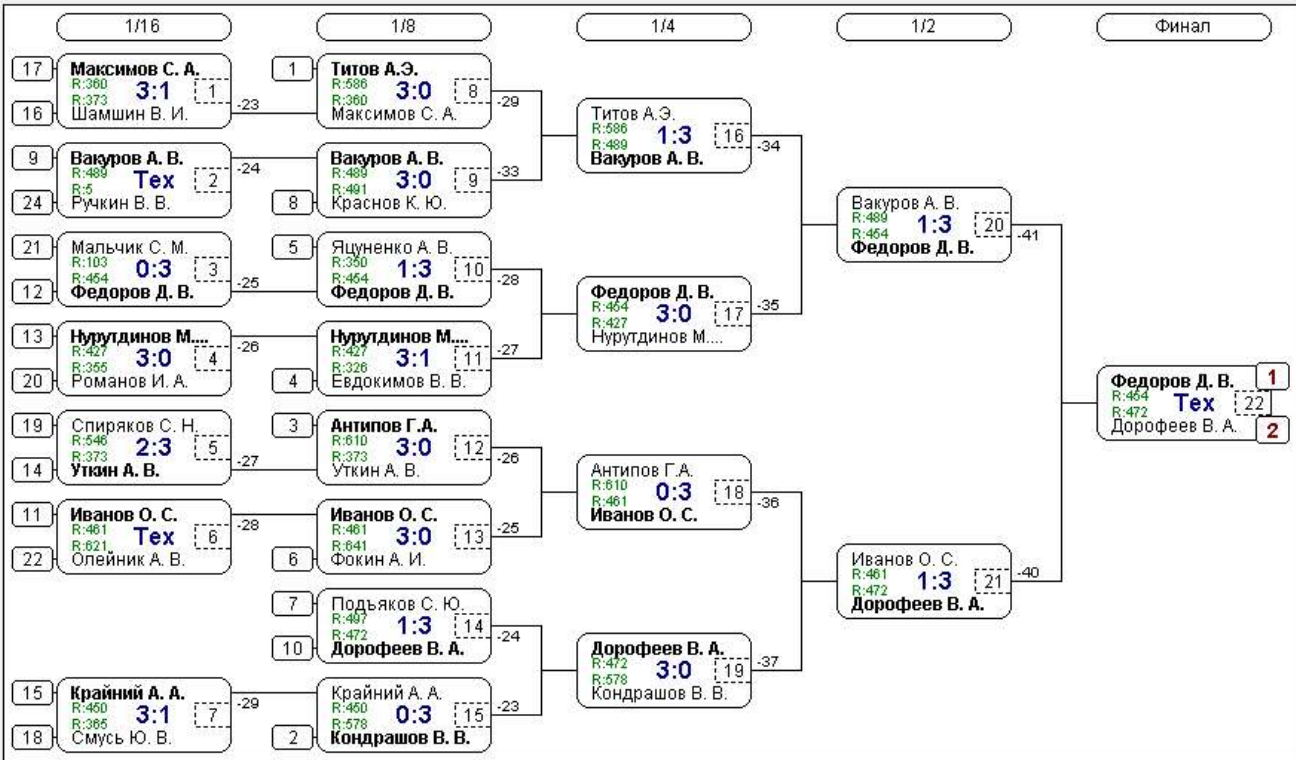 1/16
1/8
1/4
1/2
Финал
17
Максимов С. А.
R:360
3:1
R:373
1
16
Шамшин В. И.
-23
9
Вакуров А. В.
R:489
Тех
R:5
2
24
Ручкин В. В.
-24
21
Мальчик С. М.
R:103
0:3
R:454
3
12
Федоров Д. В.
-25
13
Нурутдинов М....
R:427
3:0
R:355
4
20
Романов И. А.
-26
19
Спиряков С. Н.
R:546
2:3
R:373
5
14
Уткин А. В.
-27
11
Иванов О. С.
R:461
Тех
R:621
6
22
Олейник А. В.
-28
15
Крайний А. А.
R:450
3:1
R:365
7
18
Смусь Ю. В.
-29
1
Титов А.Э.
R:586
3:0
R:360
8
Максимов С. А.
-29
Вакуров А. В.
R:489
3:0
R:491
9
8
Краснов К. Ю.
-33
5
Яцуненко А. В.
R:350
1:3
R:454
10
Федоров Д. В.
-28
Нурутдинов М....
R:427
3:1
R:326
11
4
Евдокимов В. В.
-27
3
Антипов Г.А.
R:610
3:0
R:373
12
Уткин А. В.
-26
Иванов О. С.
R:461
3:0
R:641
13
6
Фокин А. И.
-25
7
Подъяков С. Ю.
R:497
1:3
R:472
14
10
Дорофеев В. А.
-24
Крайний А. А.
R:450
0:3
R:578
15
2
Кондрашов В. В.
-23
Титов А.Э.
R:586
1:3
R:489
16
Вакуров А. В.
-34
Федоров Д. В.
R:454
3:0
R:427
17
Нурутдинов М....
-35
Антипов Г.А.
R:610
0:3
R:461
18
Иванов О. С.
-36
Дорофеев В. А.
R:472
3:0
R:578
19
Кондрашов В. В.
-37
Вакуров А. В.
R:489
1:3
R:454
20
Федоров Д. В.
-41
Иванов О. С.
R:461
1:3
R:472
21
Дорофеев В. А.
-40
Федоров Д. В.
1
R:454
Тех
R:472
22
Дорофеев В. А.
2